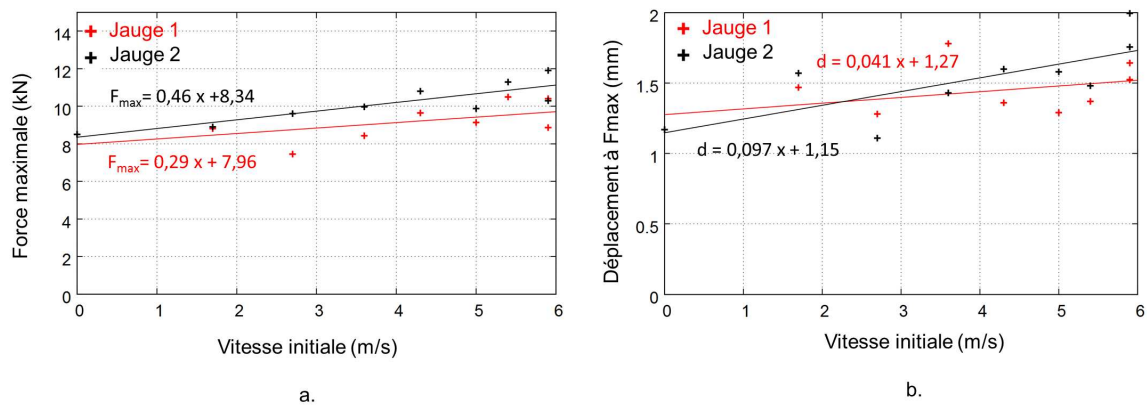 14
12
10
8
6
4
2
0
Force maximale (kN)
Jauge 1
Jauge 2
Fmax= 0,46 x +8,34
Fmax= 0,29 x + 7,96
0 1 2 3 4 5 6
Vitesse initiale (m/s)
a.
2
1.5
1
0.5
0
Déplacement à Fmax (mm)
Jauge 1
Jauge 2
d = 0,041 x + 1,27
d = 0,097 x + 1,15
0 1 2 3 4 5 6
Vitesse initiale (m/s)
b.